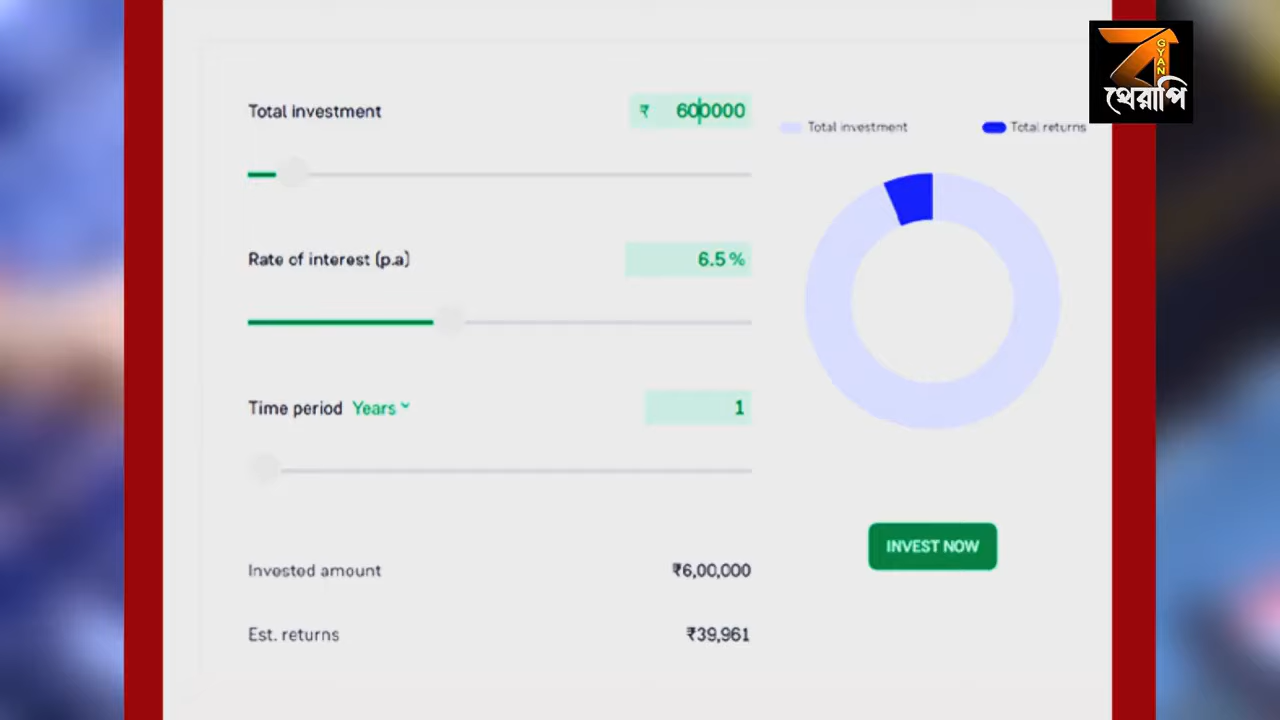 Total investment
₹ 600000
Total investment
Total returns
Rate of interest (p.a)
6.5 %
Time period Years
1
INVEST NOW
Invested amount
₹6,00,000
Est. returns
₹39,961
GYAN
থেরাপি